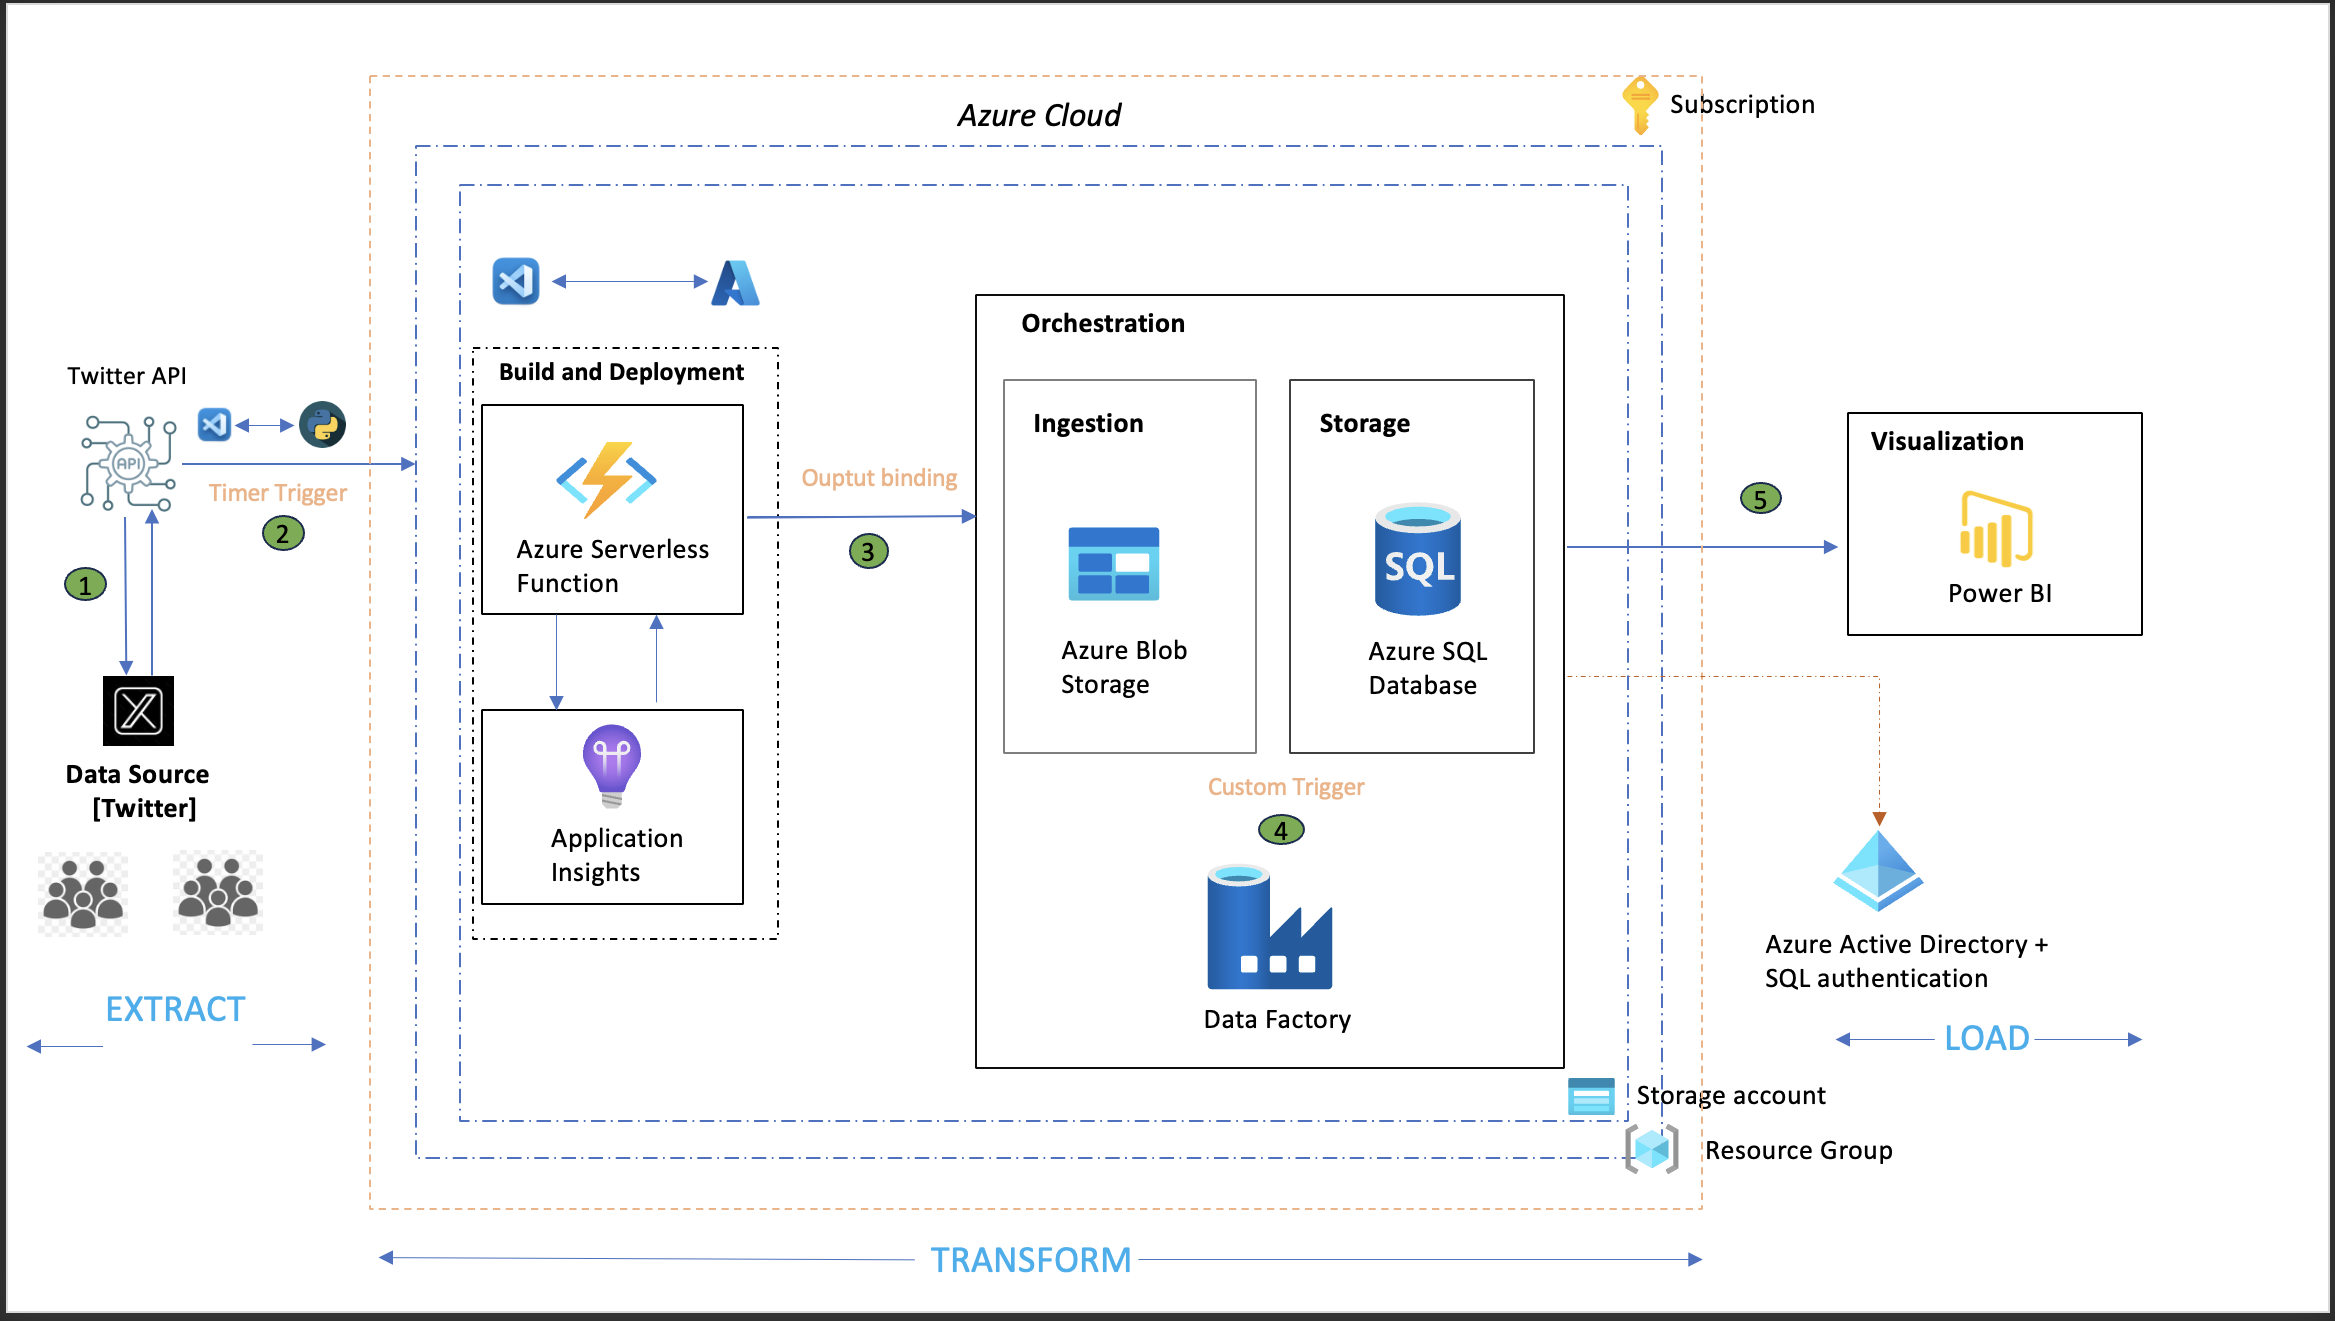 Azure Cloud
Subscription
Twitter API
Timer Trigger
2
1
Data Source
[Twitter]
EXTRACT
Build and Deployment
Azure Serverless
Function
Application
Insights
Ouptut binding
3
Orchestration
Ingestion
Azure Blob
Storage
Storage
SQL
Azure SQL
Database
Custom Trigger
4
Data Factory
5
Visualization
Power BI
Azure Active Directory +
SQL authentication
LOAD
Storage account
Resource Group
TRANSFORM
API